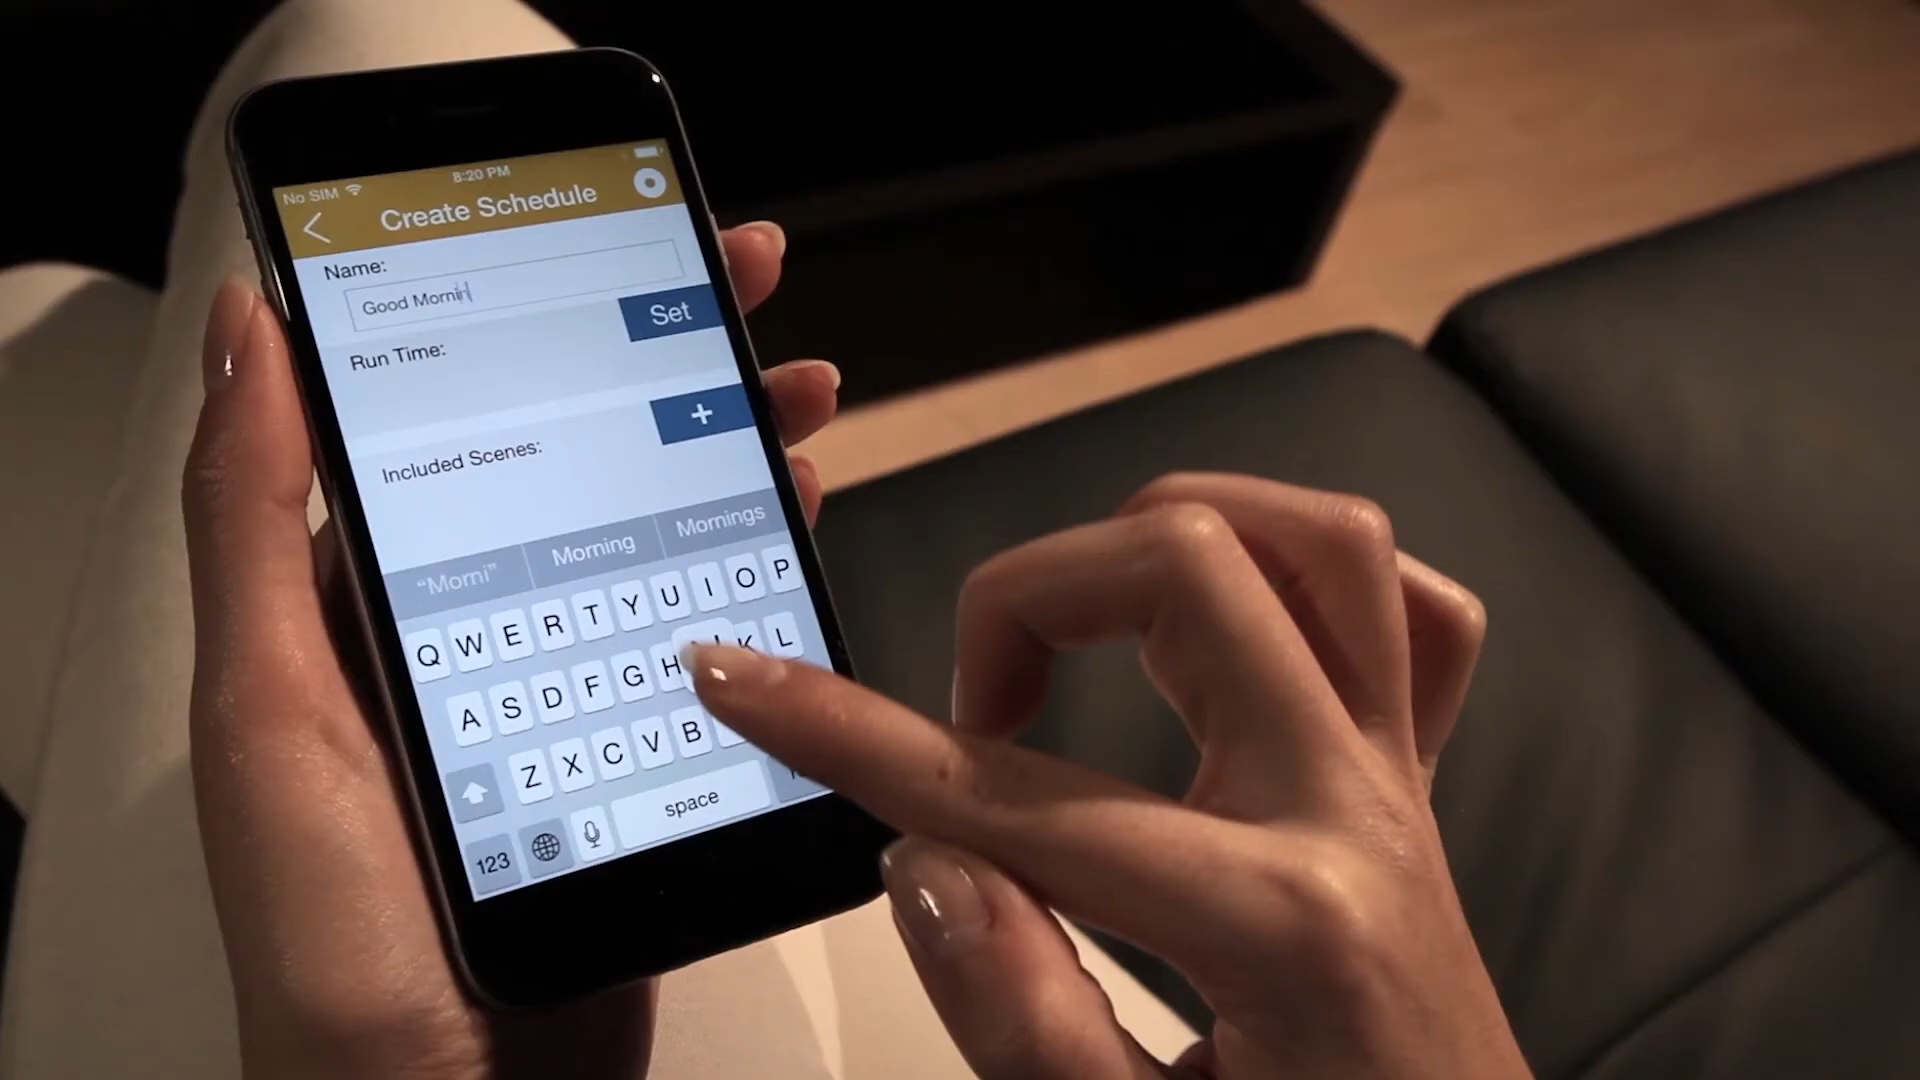 No SIM 8:20 PM
Create Schedule
Name:
Good Mornin
Set
Run Time:
+
Included Scenes:
“Morni” Morning Mornings
Q W E R T Y U I O P
A S D F G H K L
Z X C V B
123 space